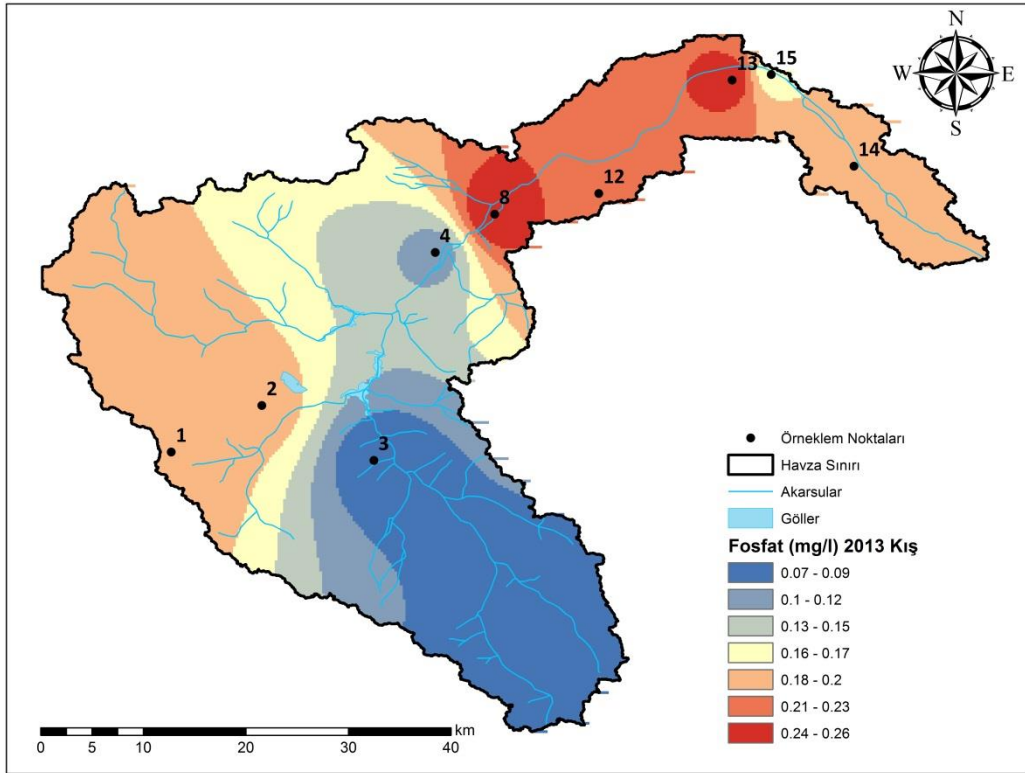 N
W E
S
13
15
14
12
8
4
2
1
3
Örneklem Noktaları
Havza Sınırı
Akarsular
Göller
Fosfat (mg/l) 2013 Kış
0.07 - 0.09
0.1 - 0.12
0.13 - 0.15
0.16 - 0.17
0.18 - 0.2
0.21 - 0.23
0.24 - 0.26
km
0 5 10 20 30 40